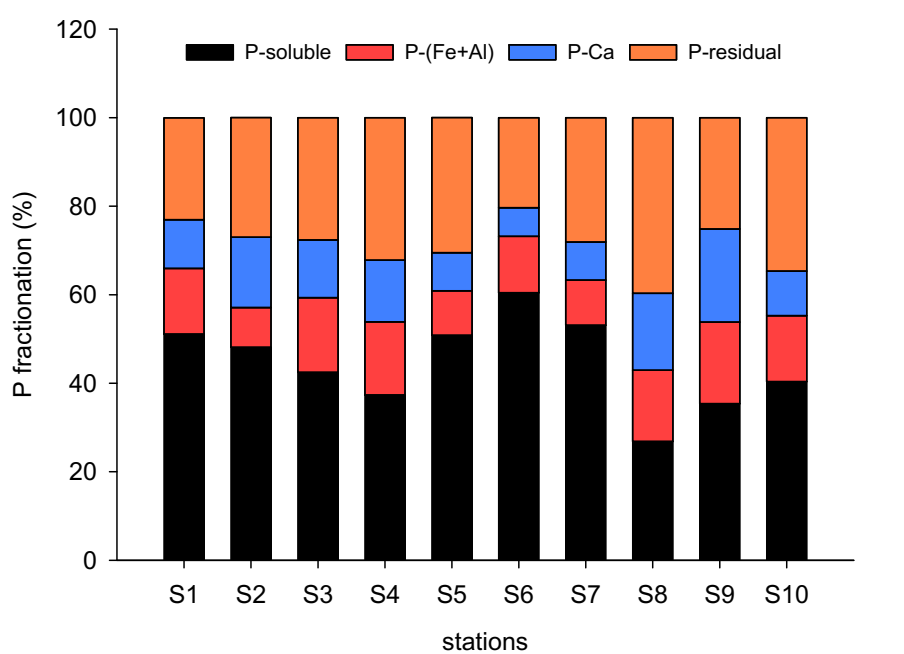 120
P-soluble P-(Fe+Al) P-Ca P-residual
100
80
60
40
20
0
P fractionation (%)
S1 S2 S3 S4 S5 S6 S7 S8 S9 S10
stations